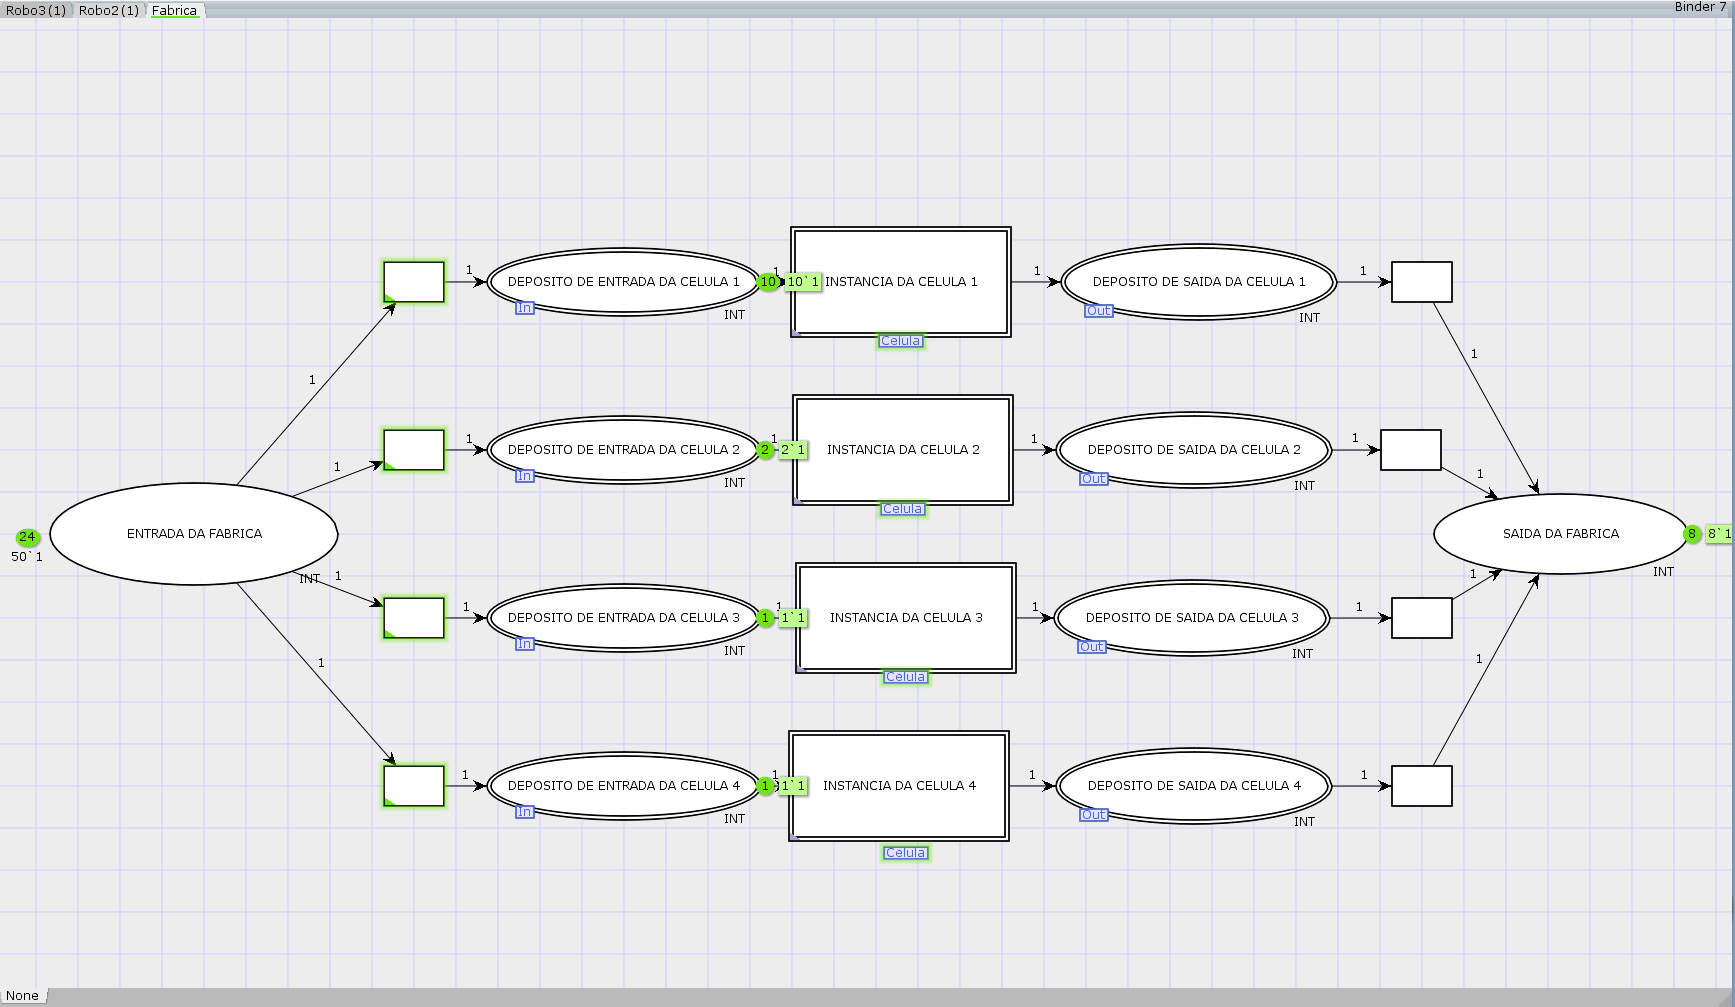 Robo3(1) Robo2(1) Fabrica
Binder 7
1
DEPOSITO DE ENTRADA DA CELULA 1
In
INT
10
1
10`1
INSTANCIA DA CELULA 1
Celula
1
DEPOSITO DE SAIDA DA CELULA 1
Out
INT
1
1
1
1
1
DEPOSITO DE ENTRADA DA CELULA 2
In
INT
2
1
2`1
INSTANCIA DA CELULA 2
Celula
1
DEPOSITO DE SAIDA DA CELULA 2
Out
INT
1
1
24
50`1
ENTRADA DA FABRICA
INT
SAIDA DA FABRICA
8
8`1
INT
1
1
1
DEPOSITO DE ENTRADA DA CELULA 3
In
INT
1
1
1`1
INSTANCIA DA CELULA 3
Celula
1
DEPOSITO DE SAIDA DA CELULA 3
Out
INT
1
1
1
1
DEPOSITO DE ENTRADA DA CELULA 4
In
INT
1
1
1`1
INSTANCIA DA CELULA 4
Celula
1
DEPOSITO DE SAIDA DA CELULA 4
Out
INT
1
1
None